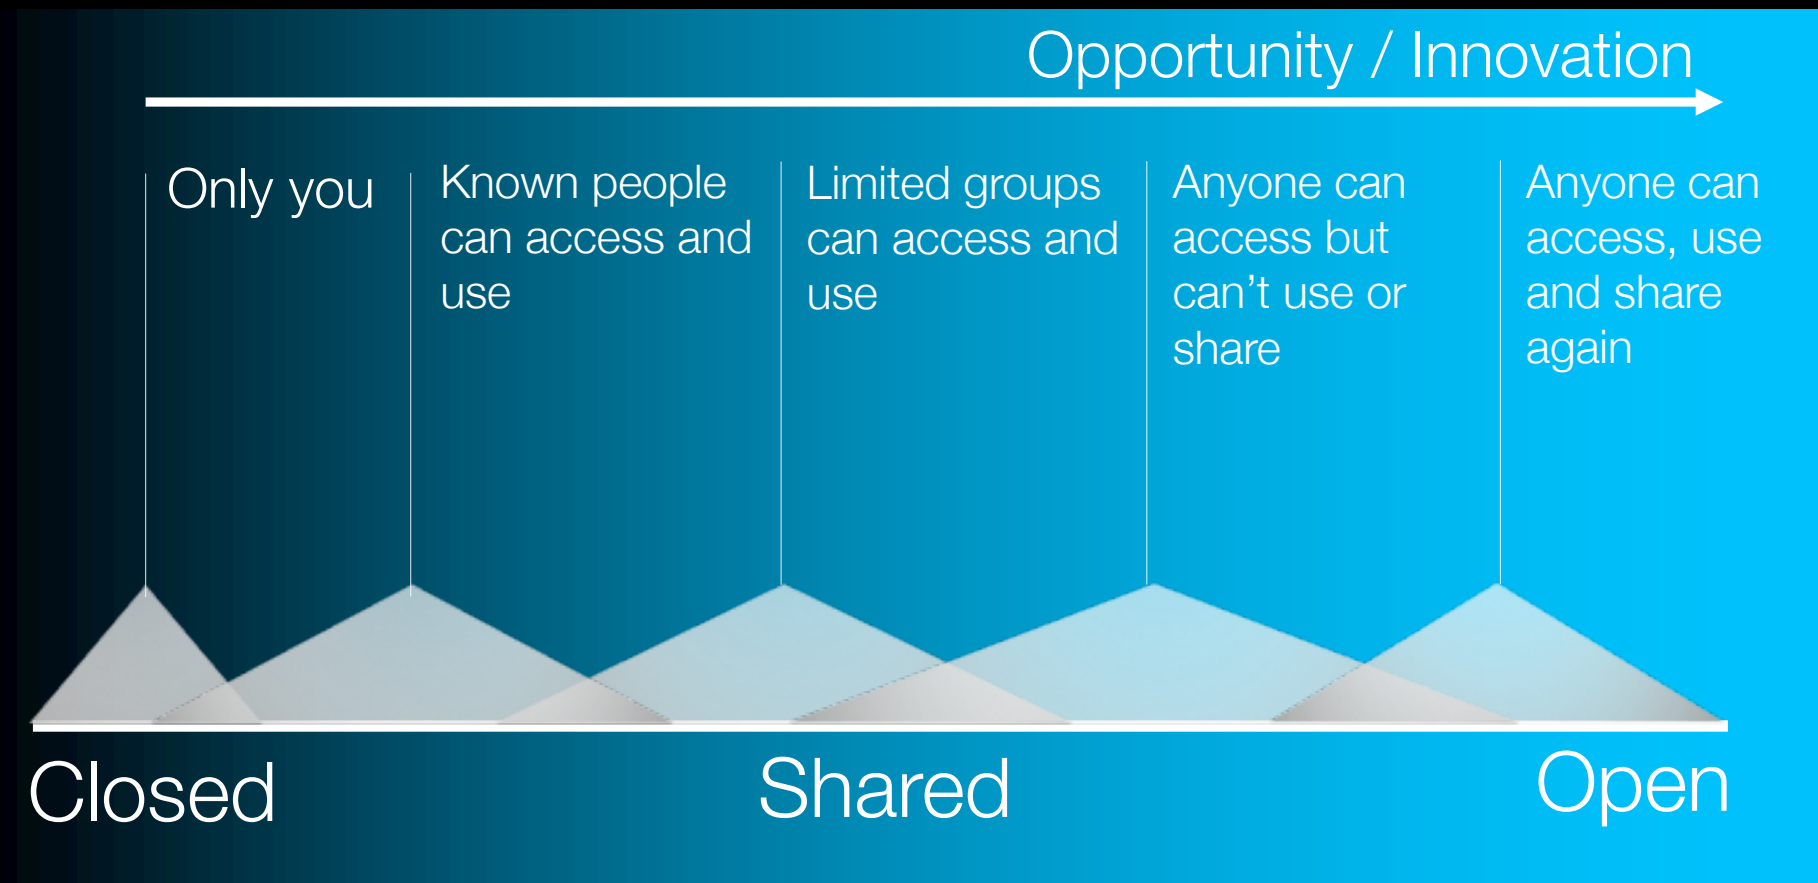 Opportunity / Innovation
Only you
Known people
can access and
use
Limited groups
can access and
use
Anyone can
access but
can’t use or
share
Anyone can
access, use
and share
again
Closed
Shared
Open